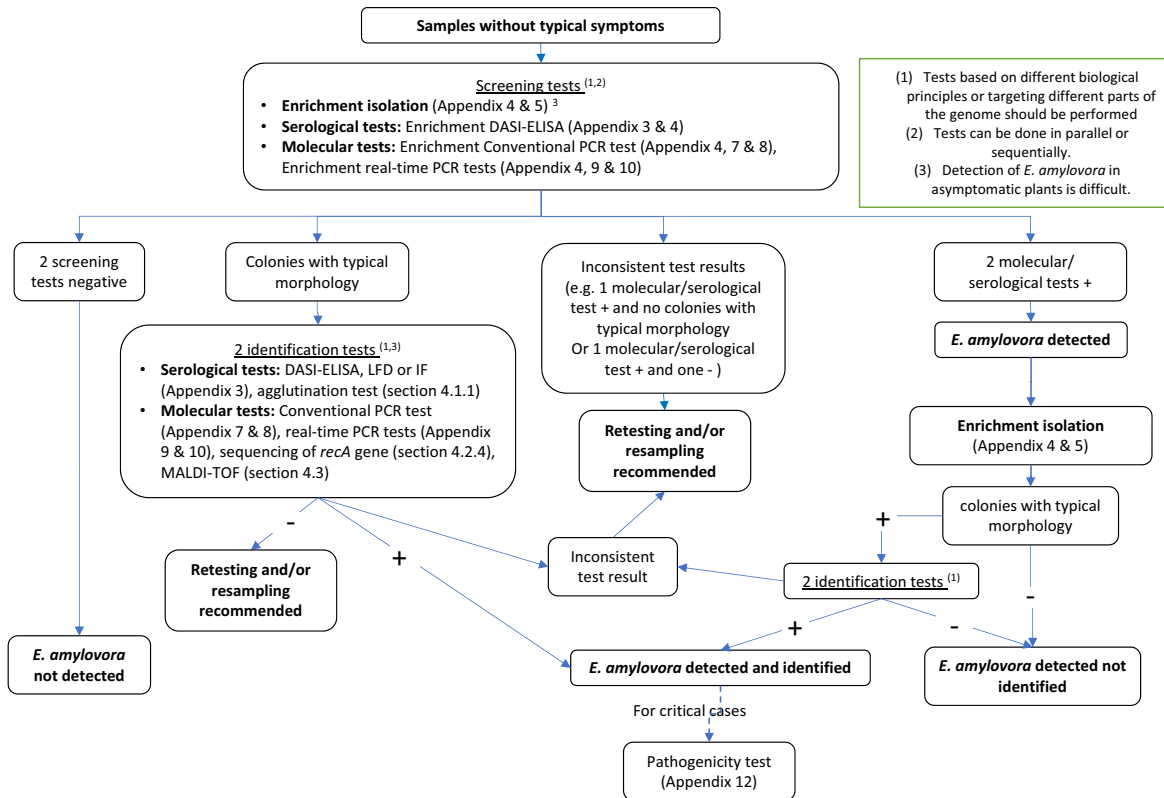 Samples without typical symptoms
Screening tests (1,2)
• Enrichment isolation (Appendix 4 & 5) 3
• Serological tests: Enrichment DASI-ELISA (Appendix 3 & 4)
• Molecular tests: Enrichment Conventional PCR test (Appendix 4, 7 & 8),
Enrichment real-time PCR tests (Appendix 4, 9 & 10)
(1) Tests based on different biological
principles or targeting different parts of
the genome should be performed
(2) Tests can be done in parallel or
sequentially.
(3) Detection of E. amylovora in
asymptomatic plants is difficult.
2 screening
tests negative
Colonies with typical
morphology
Inconsistent test results
(e.g. 1 molecular/serological
test + and no colonies with
typical morphology
Or 1 molecular/serological
test + and one - )
2 molecular/
serological tests +
E. amylovora detected
2 identification tests (1,3)
• Serological tests: DASI-ELISA, LFD or IF
(Appendix 3), agglutination test (section 4.1.1)
• Molecular tests: Conventional PCR test
(Appendix 7 & 8), real-time PCR tests (Appendix
9 & 10), sequencing of recA gene (section 4.2.4),
MALDI-TOF (section 4.3)
Retesting and/or
resampling
recommended
Enrichment isolation
(Appendix 4 & 5)
colonies with typical
morphology
-
+
+
-
Retesting and/or
resampling
recommended
Inconsistent
test result
2 identification tests (1)
+
-
E. amylovora
not detected
E. amylovora detected and identified
E. amylovora detected not
identified
For critical cases
Pathogenicity test
(Appendix 12)